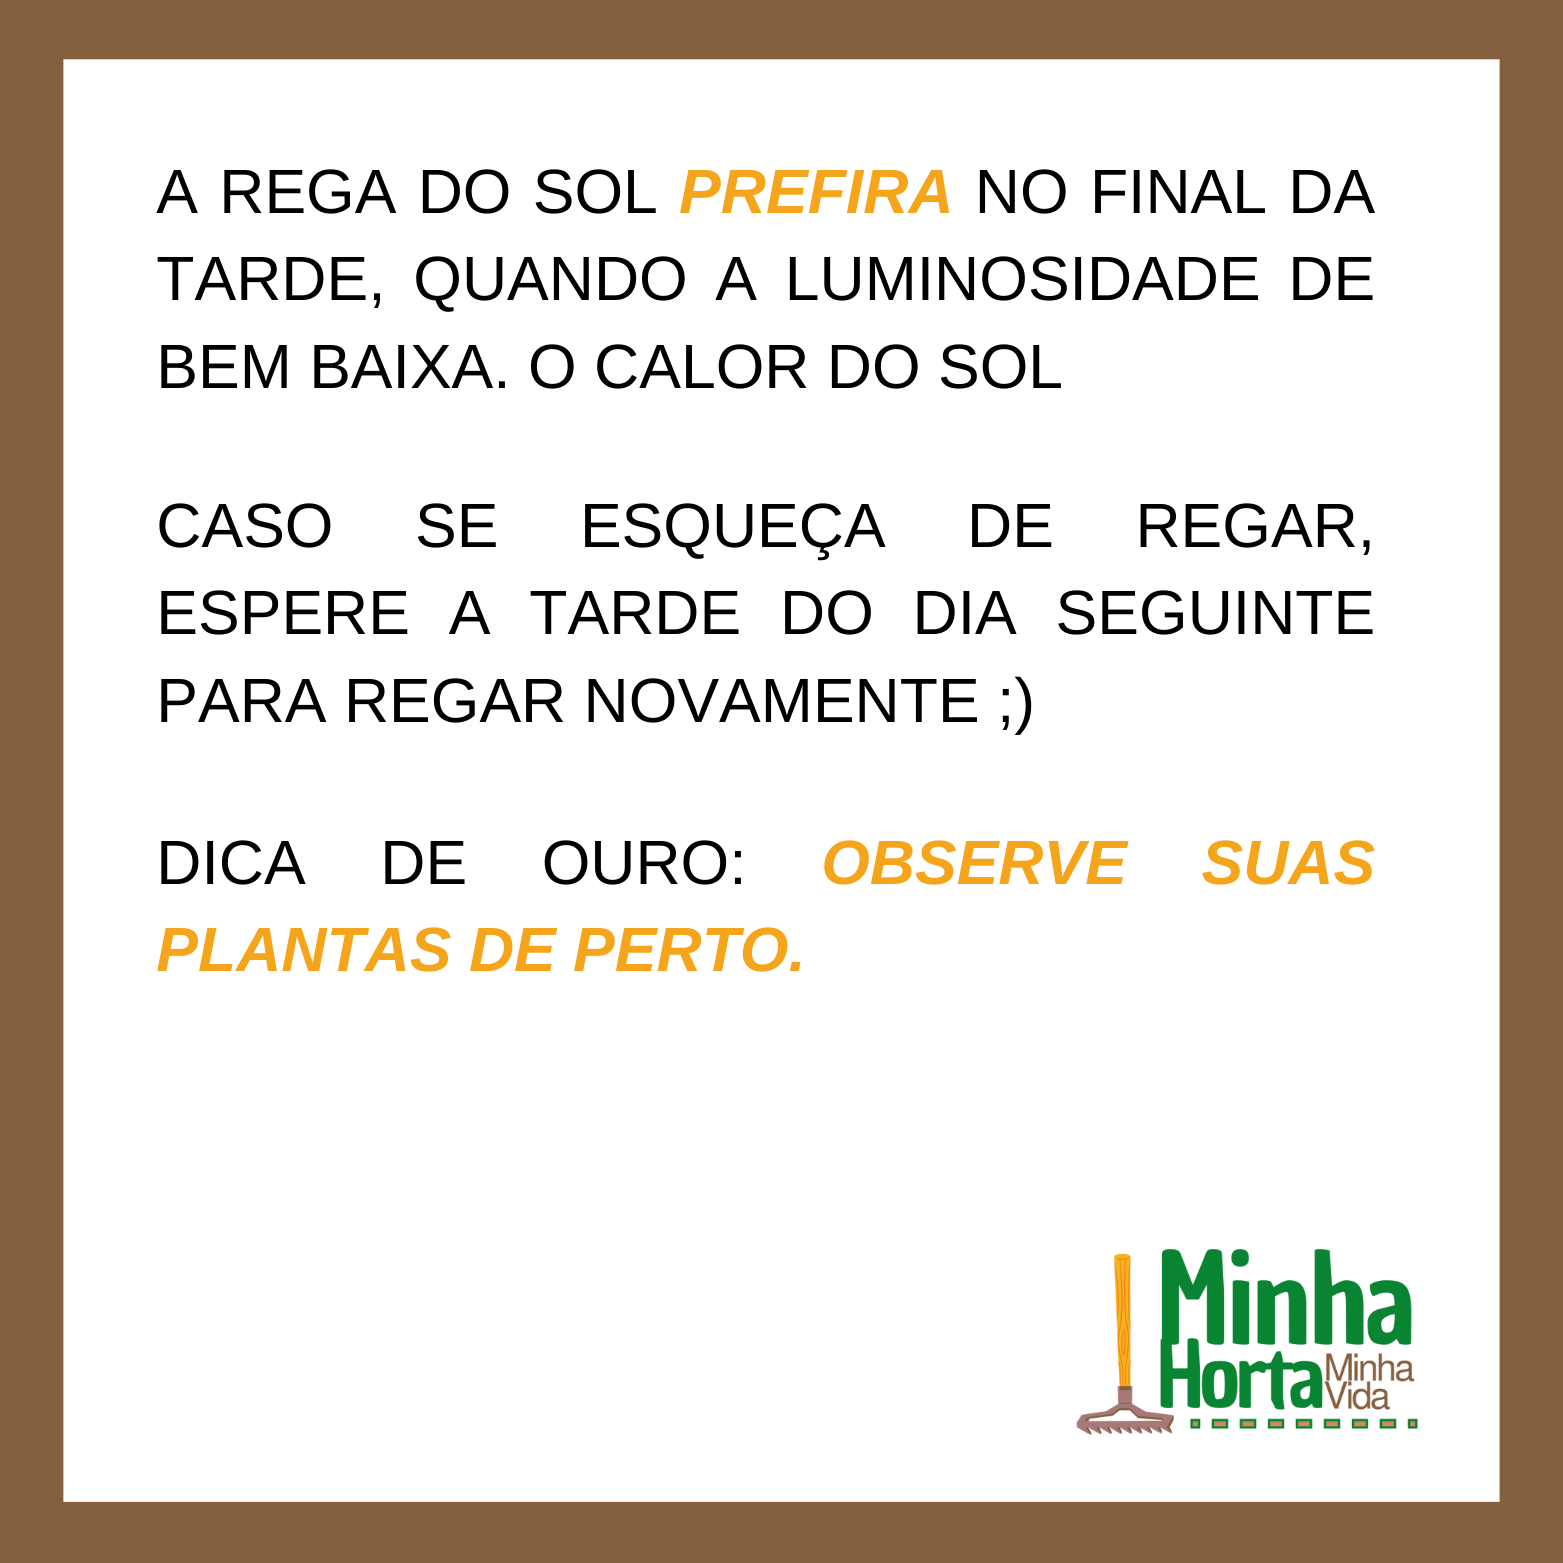 A REGA DO SOL PREFIRA NO FINAL DA
TARDE, QUANDO A LUMINOSIDADE DE
BEM BAIXA. O CALOR DO SOL
CASO SE ESQUEÇA DE REGAR,
ESPERE A TARDE DO DIA SEGUINTE
PARA REGAR NOVAMENTE ;)
DICA DE OURO: OBSERVE SUAS
PLANTAS DE PERTO.
Minha
Horta Minha
Vida